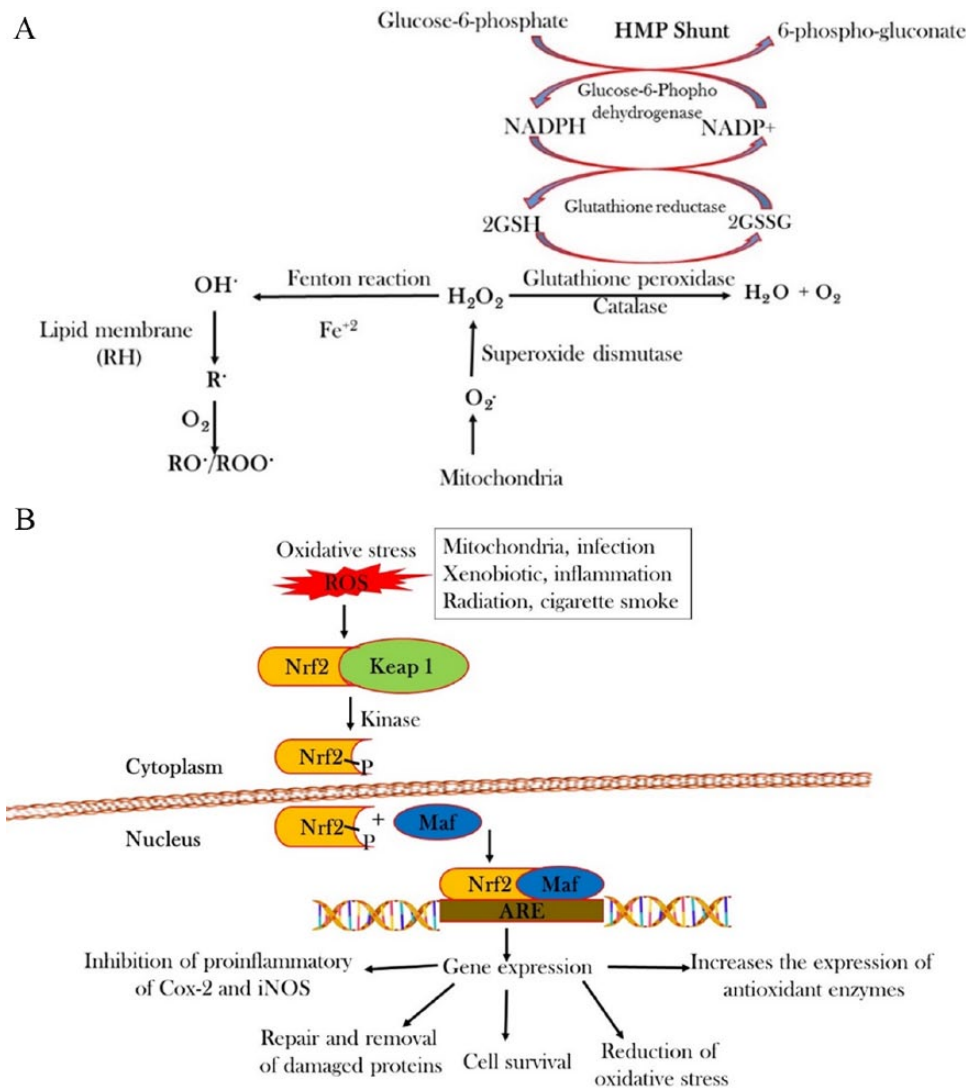 A
Glucose-6-phosphate
HMP Shunt
6-phospho-gluconate
Glucose-6-Phopho
dehydrogenase
NADPH
NADP+
Glutathione reductase
2GSH
2GSSG
OH·
Fenton reaction
Fe⁺²
H₂O₂
Glutathione peroxidase
Catalase
H₂O + O₂
Lipid membrane
(RH)
Superoxide dismutase
R·
O₂
O₂·
RO·/ROO·
Mitochondria
B
Oxidative stress
ROS
Mitochondria, infection
Xenobiotic, inflammation
Radiation, cigarette smoke
Nrf2
Keap 1
Kinase
Nrf2
P
Cytoplasm
Nucleus
Nrf2
P
+
Maf
Nrf2
Maf
ARE
Gene expression
Inhibition of proinflammatory
of Cox-2 and iNOS
Increases the expression of
antioxidant enzymes
Repair and removal
of damaged proteins
Cell survival
Reduction of
oxidative stress